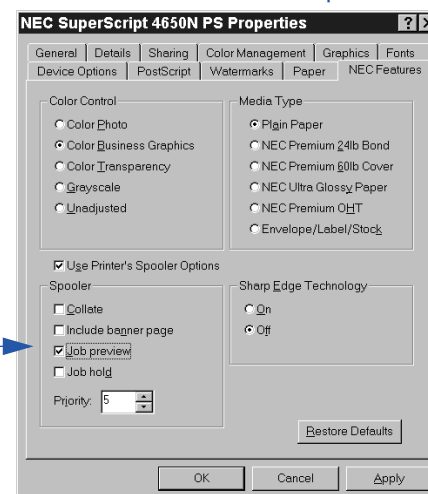 NEC SuperScript 4650N PS Properties
General Details Sharing Color Management Graphics Fonts
Device Options PostScript Watermarks Paper NEC Features
Color Control
Color Photo
Color Business Graphics
Color Transparency
Grayscale
Unadjusted
Media Type
Plain Paper
NEC Premium 24lb Bond
NEC Premium 60lb Cover
NEC Ultra Glossy Paper
NEC Premium OHT
Envelope/Label/Stock
Use Printer's Spooler Options
Spooler
Collate
Include banner page
Job preview
Job hold
Priority: 5
Sharp Edge Technology
On
Off
Restore Defaults
OK Cancel Apply